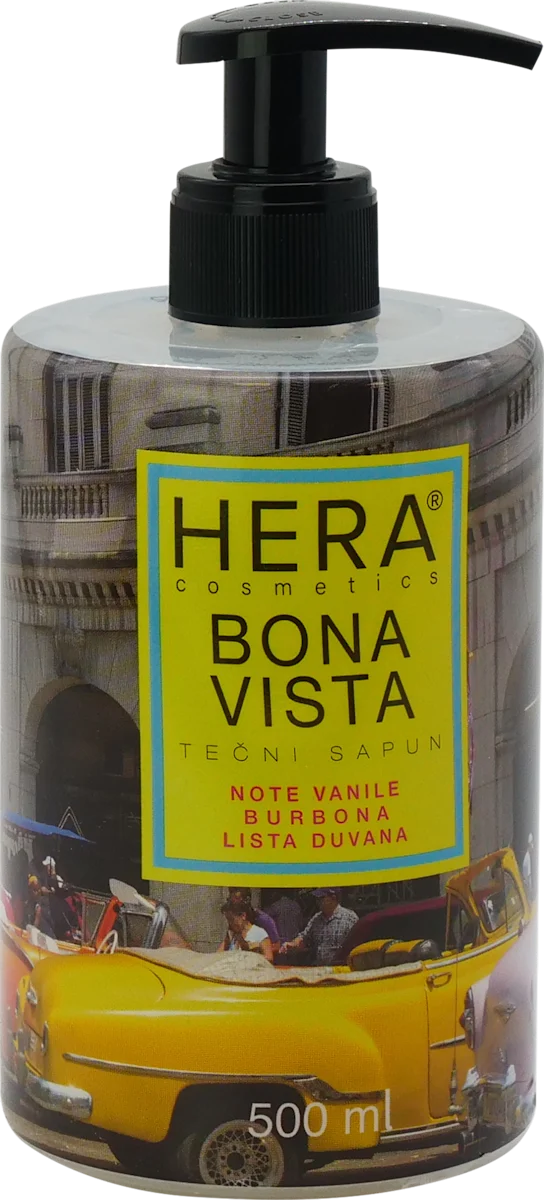 HERA®
cosmetics
BONA
VISTA
TEČNI SAPUN
NOTE VANILE
BURBONA
LISTA DUVANA
500 ml